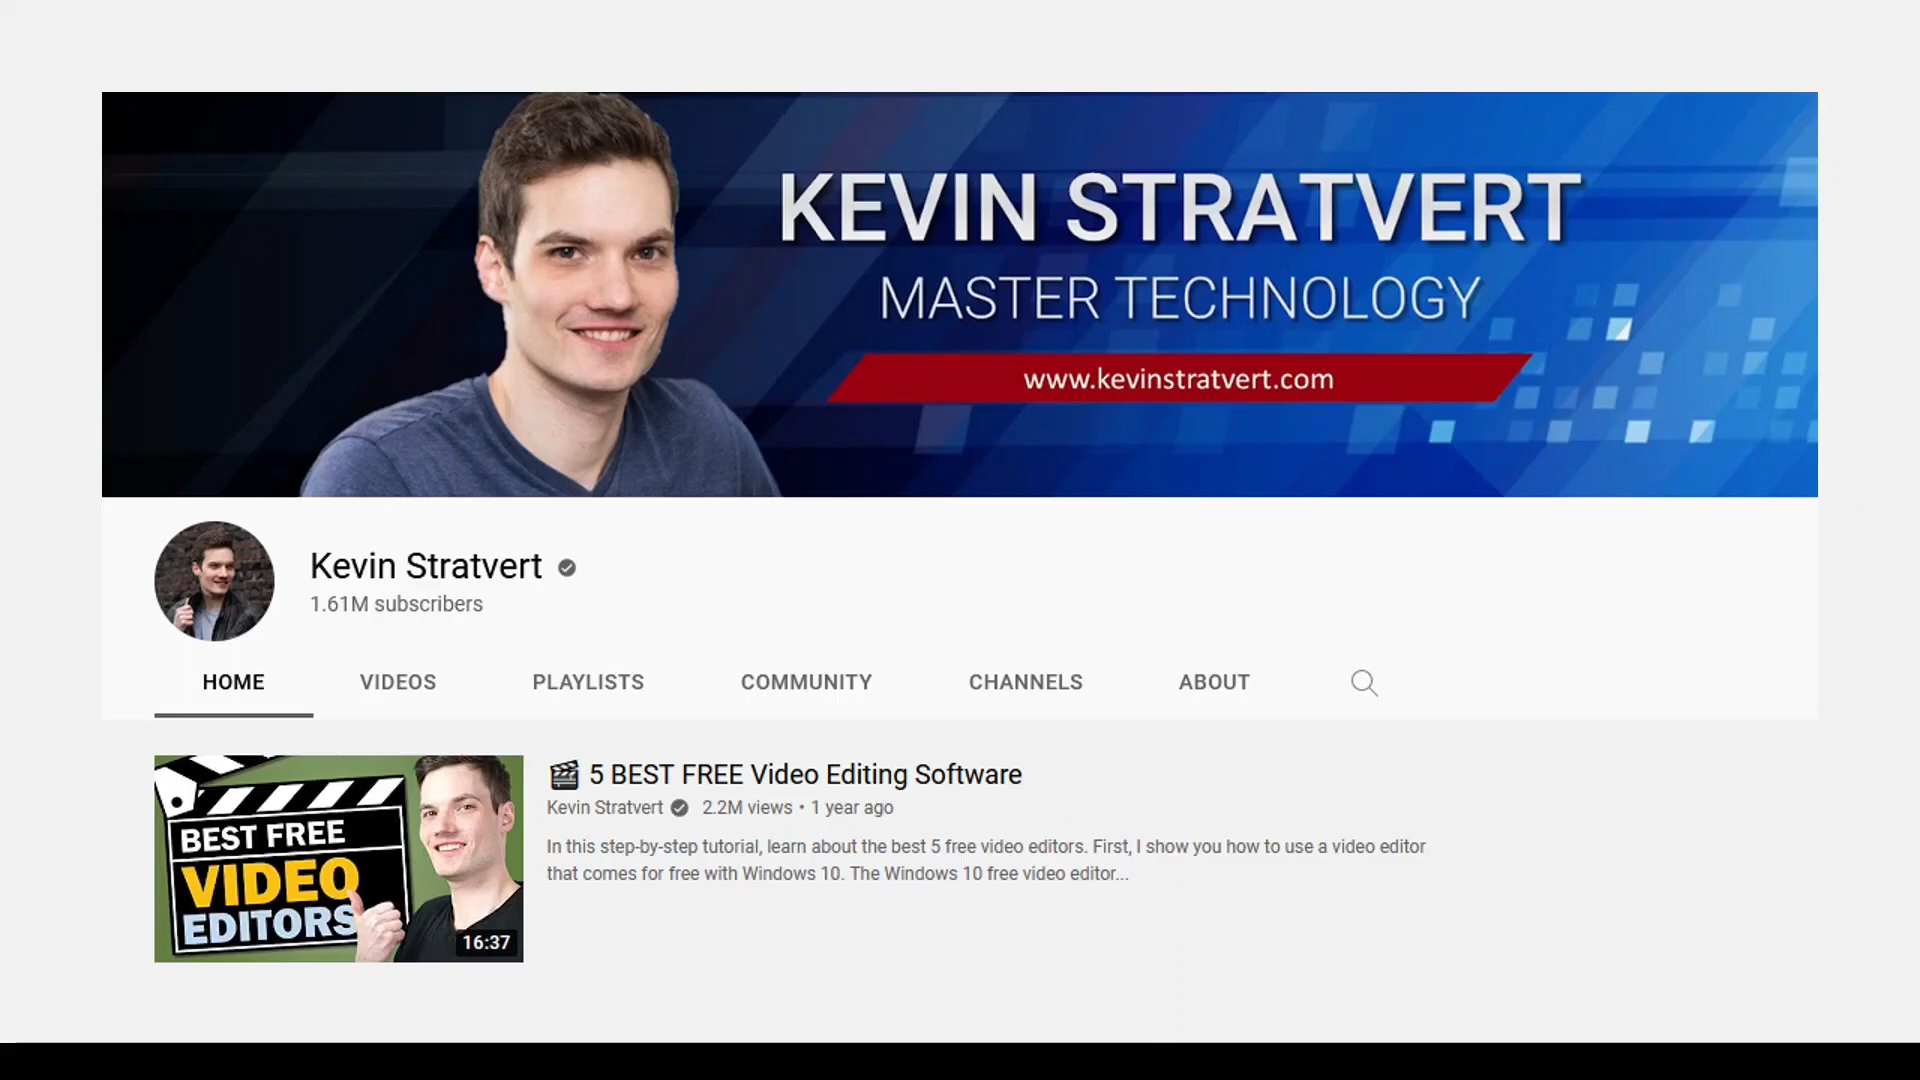 KEVIN STRATVERT
MASTER TECHNOLOGY
www.kevinstratvert.com
Kevin Stratvert
1.61M subscribers
HOME VIDEOS PLAYLISTS COMMUNITY CHANNELS ABOUT
BEST FREE
VIDEO
EDITORS
16:37
5 BEST FREE Video Editing Software
Kevin Stratvert 2.2M views • 1 year ago
In this step-by-step tutorial, learn about the best 5 free video editors. First, I show you how to use a video editor
that comes for free with Windows 10. The Windows 10 free video editor...